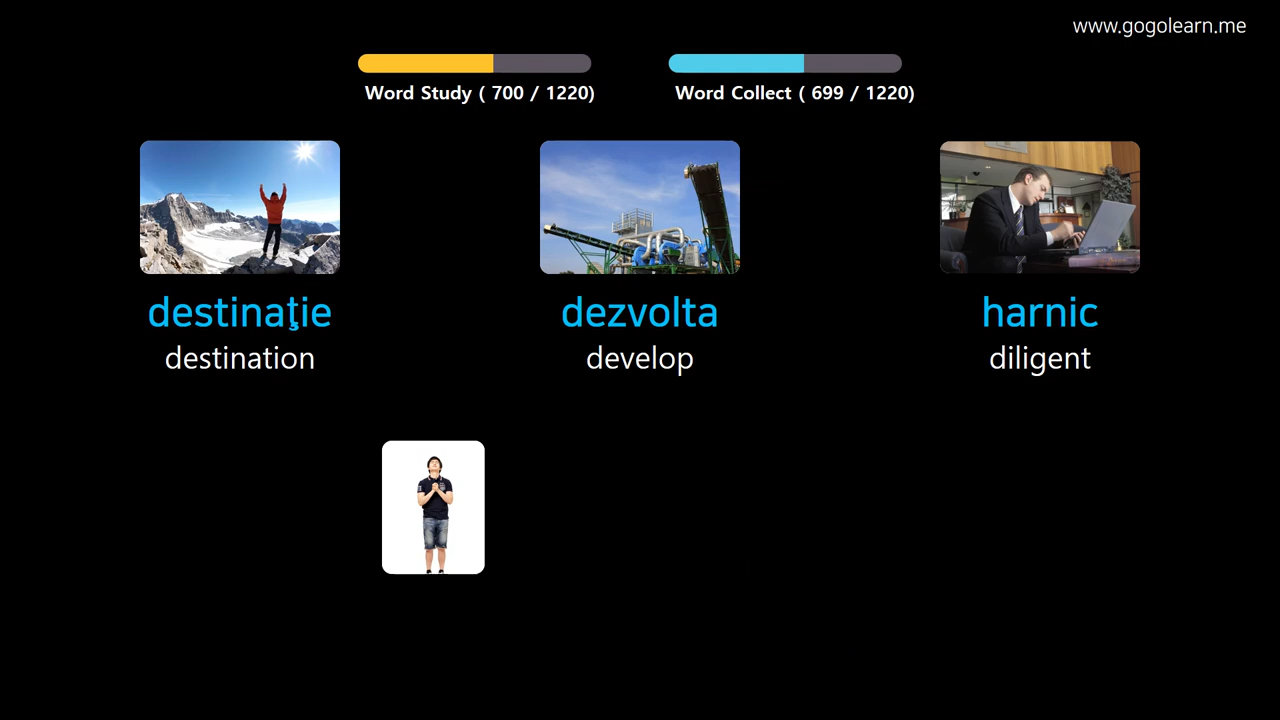 www.gogolearn.me
Word Study ( 700 / 1220)
Word Collect ( 699 / 1220)
destinaţie
dezvolta
harnic
destination
develop
diligent